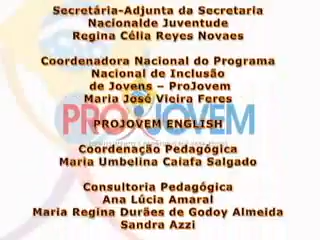 Secretária-Adjunta da Secretaria
Nacionalde Juventude
Regina Célia Reyes Novaes
Coordenadora Nacional do Programa
Nacional de Inclusão
de Jovens – ProJovem
Maria José Vieira Feres
PROJOVEM
PROJOVEM ENGLISH
Coordenação Pedagógica
Maria Umbelina Caiafa Salgado
Consultoria Pedagógica
Ana Lúcia Amaral
Maria Regina Durães de Godoy Almeida
Sandra Azzi